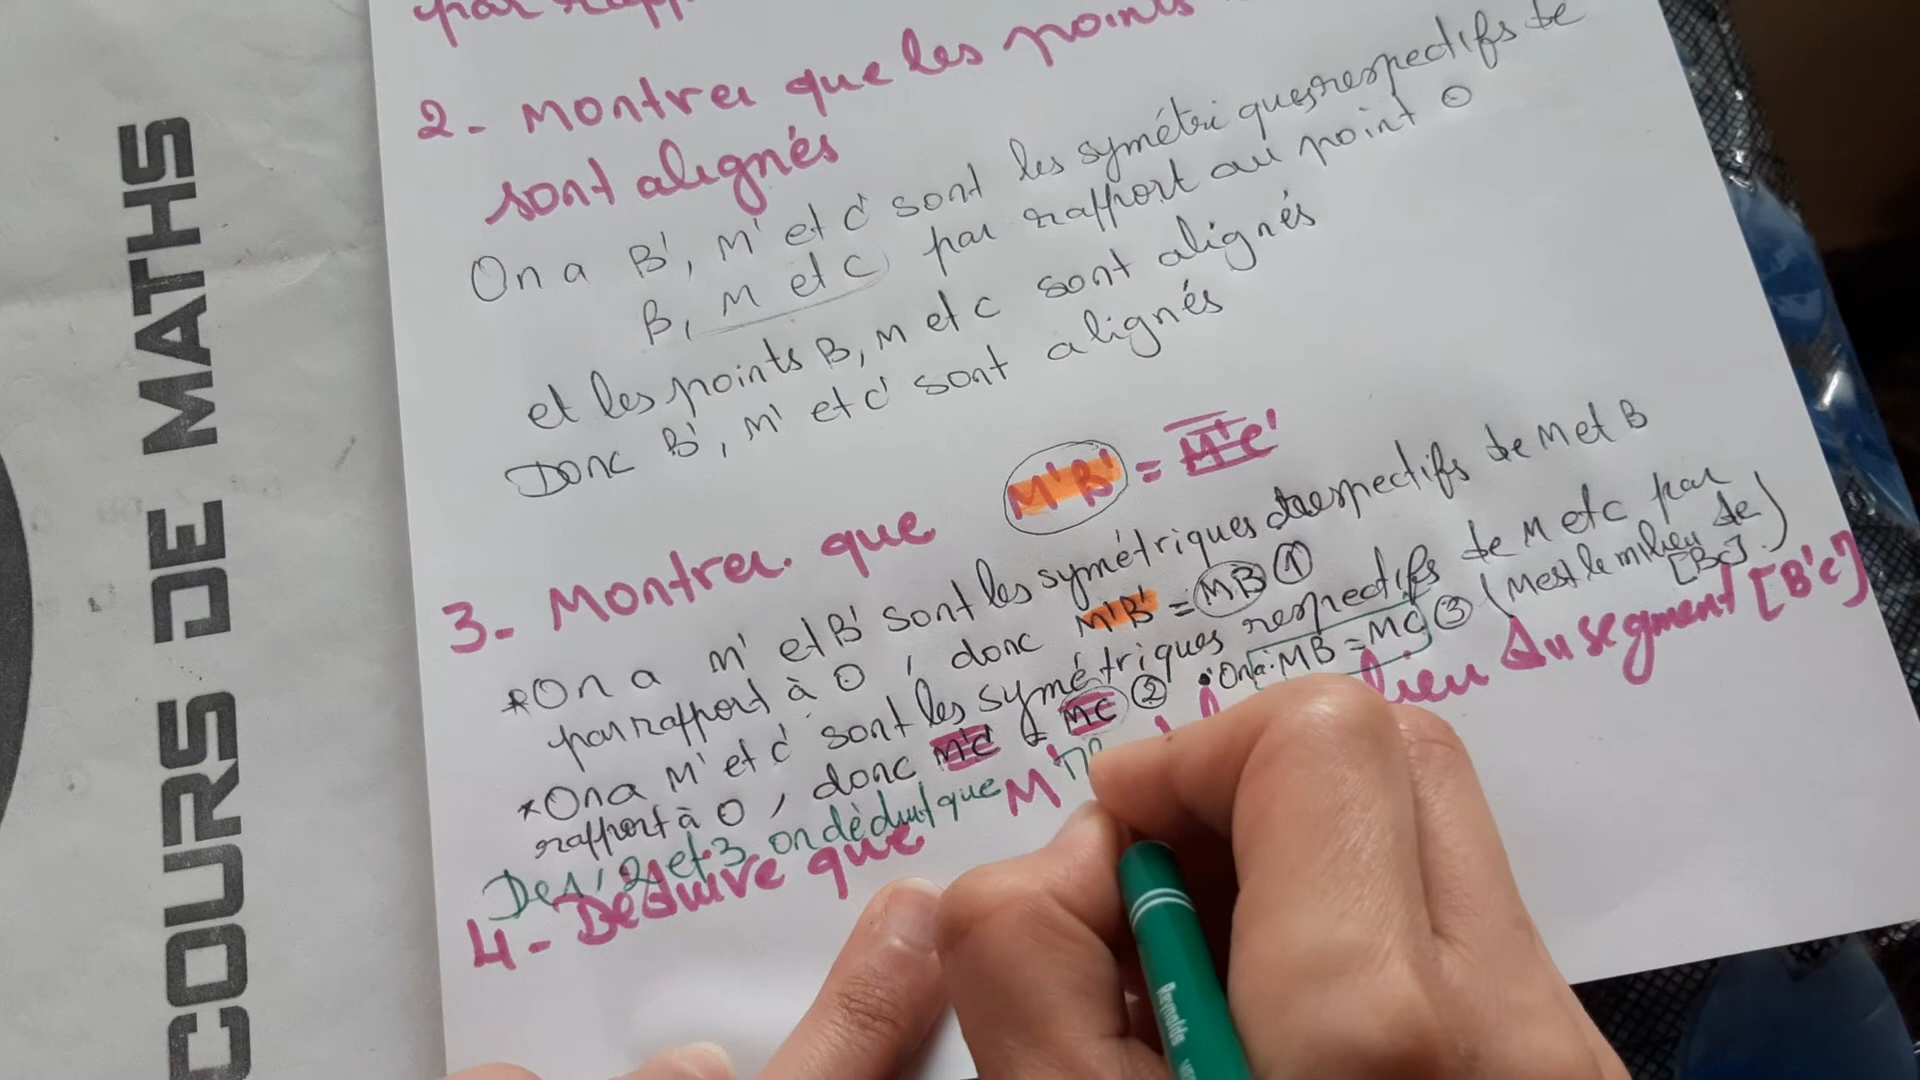 COURS DE MATHS
2- Montrer que les points
sont alignés
On a B', M' et C' sont les symétriques respectifs de
B, M et C par rapport au point O
et les points B, M et C sont alignés
Donc B', M' et C' sont alignés
3- Montrer que M'B' = M'C'
*On a M' et B' sont les symétriques respectifs de M et B
par rapport à O, donc M'B' = MB ①
*On a M' et C' sont les symétriques respectifs de M et C par
rapport à O, donc M'C' = MC ② • On a: MB = MC ③ (M est le milieu de [BC].)
De 1, 2 et 3 on déduit que
4- Déduire que M' lieu du segment [B'C']
Reynolds